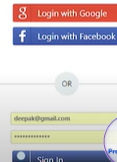 Login with Google
Login with Facebook
OR
deepak@gmail.com
•••••••••••••
Sign In